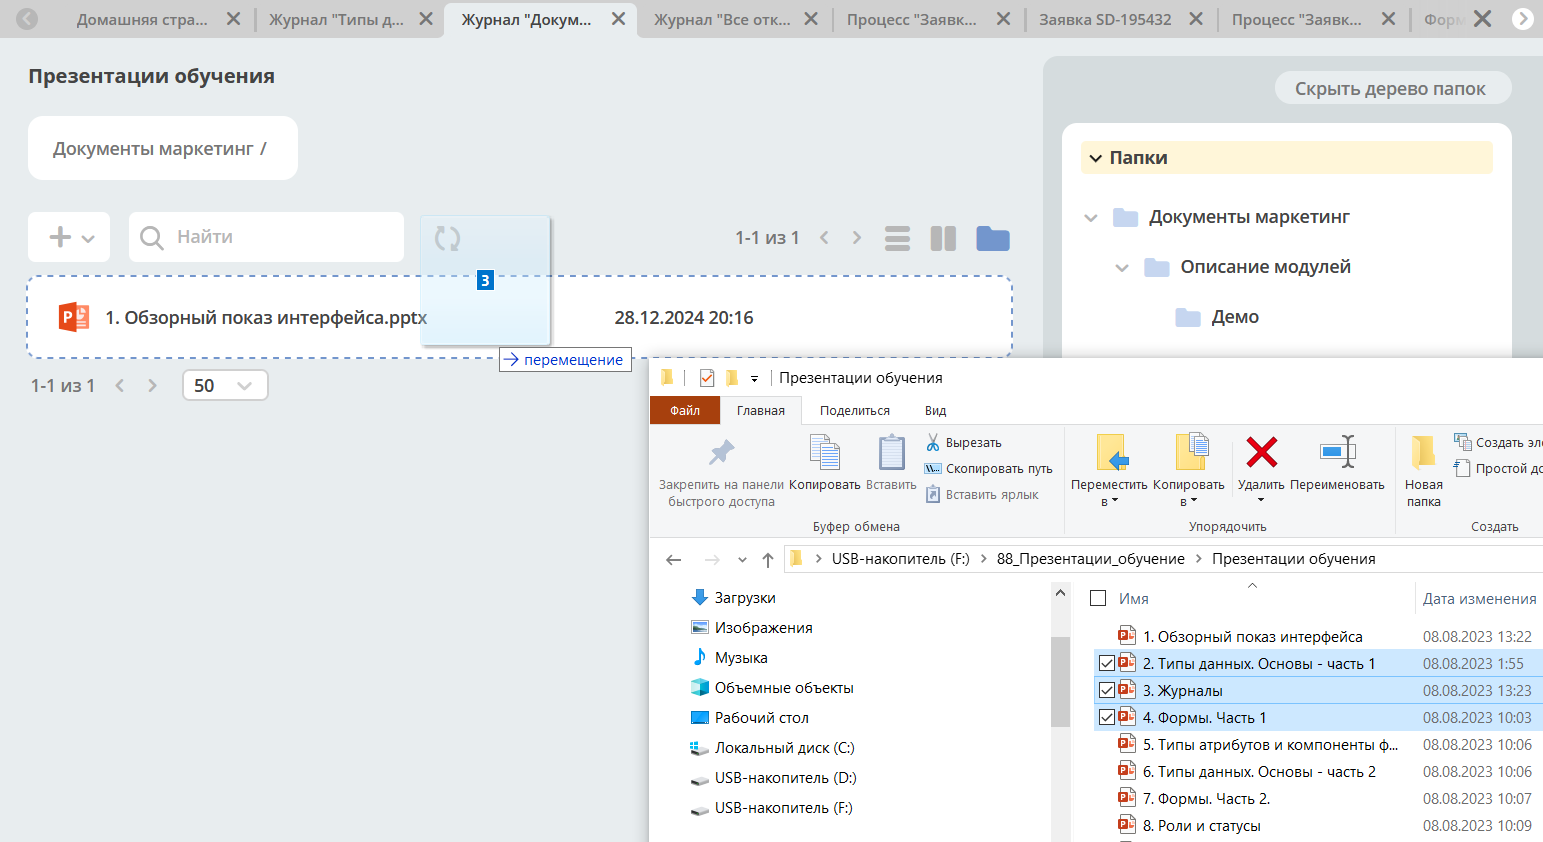 Домашняя стра...
Журнал "Типы д...
Журнал "Докум...
Журнал "Все отк...
Процесс "Заявк...
Заявка SD-195432
Процесс "Заявк...
Форм
Презентации обучения
Документы маркетинг /
Найти
1-1 из 1
3
1. Обзорный показ интерфейса.pptx
28.12.2024 20:16
перемещение
1-1 из 1
50
Скрыть дерево папок
Папки
Документы маркетинг
Описание модулей
Демо
Презентации обучения
Файл
Главная
Поделиться
Вид
Закрепить на панели
быстрого доступа
Копировать
Вставить
Вырезать
Скопировать путь
Вставить ярлык
Буфер обмена
Переместить
в
Копировать
в
Удалить
Переименовать
Упорядочить
Новая
папка
Создать эле
Простой до
Создать
USB-накопитель (F:)
88_Презентации_обучение
Презентации обучения
Загрузки
Изображения
Музыка
Объемные объекты
Рабочий стол
Локальный диск (C:)
USB-накопитель (D:)
USB-накопитель (F:)
Имя
Дата изменения
1. Обзорный показ интерфейса
08.08.2023 13:22
2. Типы данных. Основы - часть 1
08.08.2023 1:55
3. Журналы
08.08.2023 13:23
4. Формы. Часть 1
08.08.2023 10:03
5. Типы атрибутов и компоненты ф...
08.08.2023 10:06
6. Типы данных. Основы - часть 2
08.08.2023 10:06
7. Формы. Часть 2.
08.08.2023 10:07
8. Роли и статусы
08.08.2023 10:09